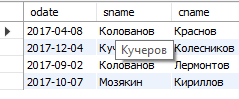 odate sname cname
2017-04-08 Колованов Краснов
2017-12-04 Куч Колесников
Кучеров
2017-09-02 Колованов Лермонтов
2017-10-07 Мозякин Кириллов